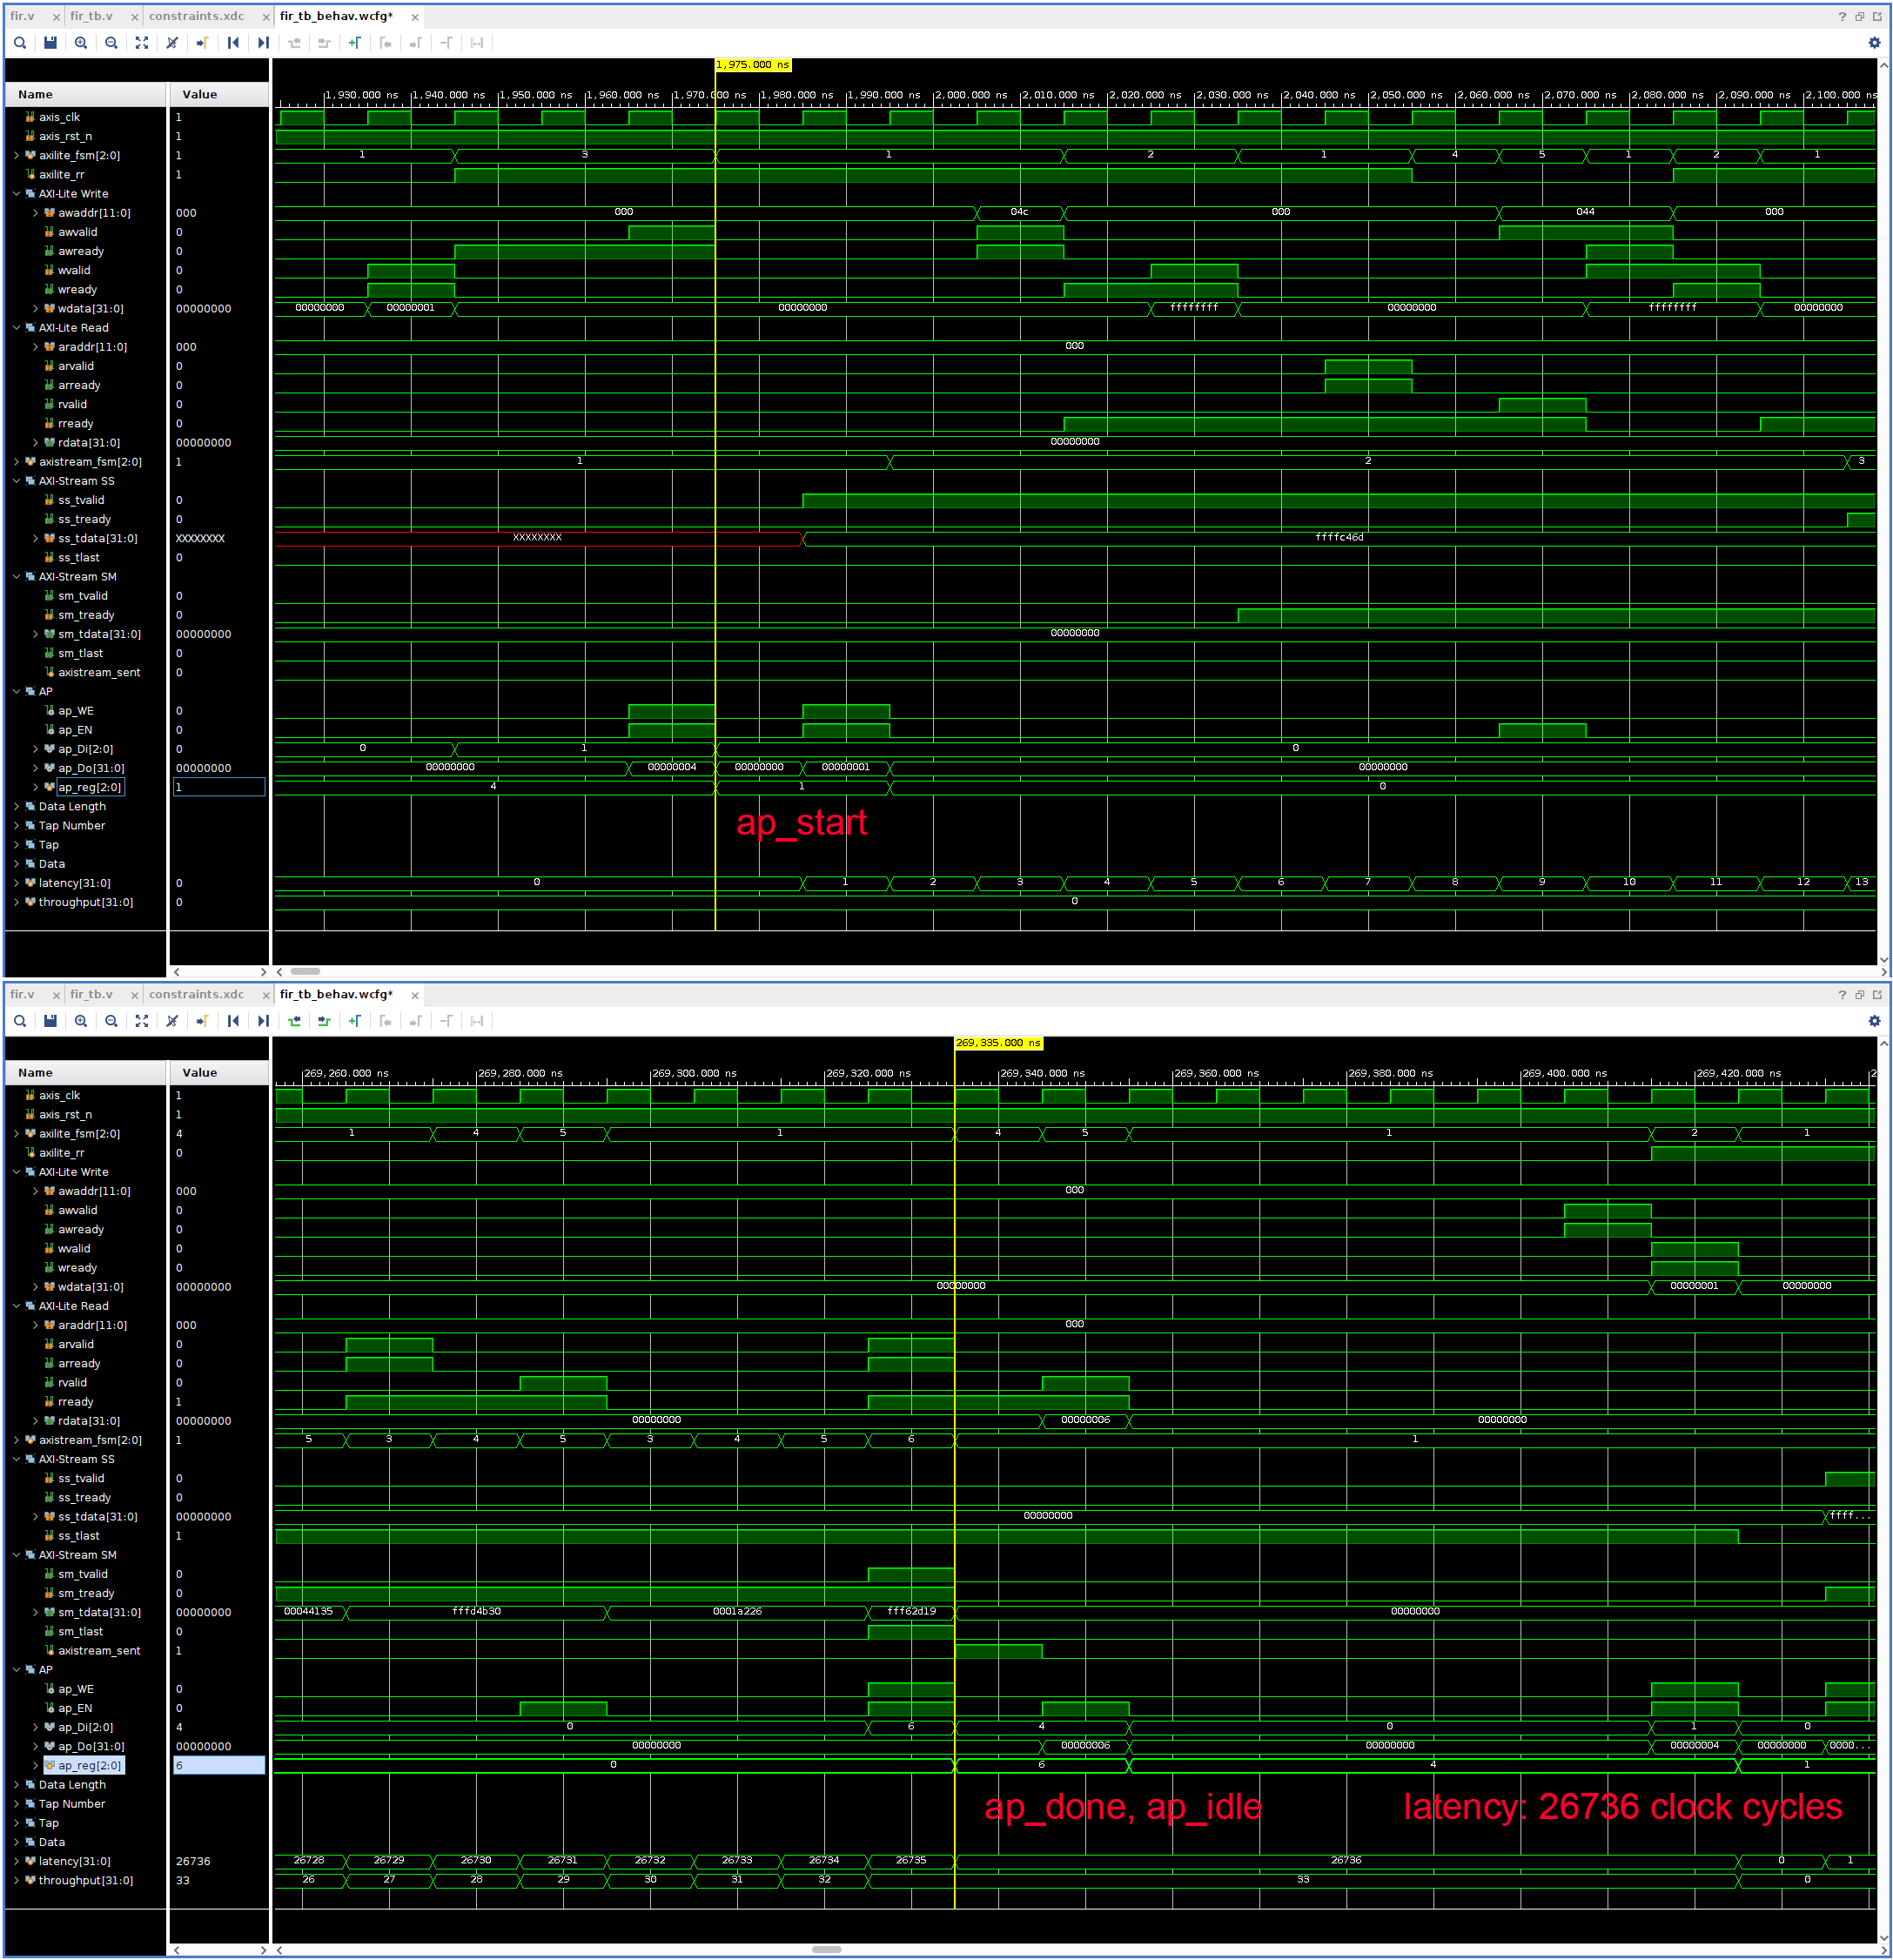 fir.v × fir_tb.v × constraints.xdc × fir_tb_behav.wcfg* ×
1,975.000 ns
Name Value
1,930.000 ns 1,940.000 ns 1,950.000 ns 1,960.000 ns 1,970.000 ns 1,980.000 ns 1,990.000 ns 2,000.000 ns 2,010.000 ns 2,020.000 ns 2,030.000 ns 2,040.000 ns 2,050.000 ns 2,060.000 ns 2,070.000 ns 2,080.000 ns 2,090.000 ns 2,100.000 ns
axis_clk 1
axis_rst_n 1
axilite_fsm[2:0] 1 1 3 1 2 1 4 5 1 2 1
axilite_rr 1
AXI-Lite Write
awaddr[11:0] 000 000 04c 000 044 000
awvalid 0
awready 0
wvalid 0
wready 0
wdata[31:0] 00000000 00000000 00000001 00000000 ffffffff 00000000 ffffffff 00000000
AXI-Lite Read
araddr[11:0] 000 000
arvalid 0
arready 0
rvalid 0
rready 0
rdata[31:0] 00000000 00000000
axistream_fsm[2:0] 1 1 2 3
AXI-Stream SS
ss_tvalid 0
ss_tready 0
ss_tdata[31:0] XXXXXXXX XXXXXXXX ffffc46d
ss_tlast 0
AXI-Stream SM
sm_tvalid 0
sm_tready 0
sm_tdata[31:0] 00000000 00000000
sm_tlast 0
axistream_sent 0
AP
ap_WE 0
ap_EN 0
ap_Di[2:0] 0 0 1 0
ap_Do[31:0] 00000000 00000000 00000004 00000000 00000001 00000000
ap_reg[2:0] 1 4 1 0
Data Length
ap_start
Tap Number
Tap
Data
latency[31:0] 0 0 1 2 3 4 5 6 7 8 9 10 11 12 13
throughput[31:0] 0 0
fir.v × fir_tb.v × constraints.xdc × fir_tb_behav.wcfg* ×
269,335.000 ns
Name Value
269,260.000 ns 269,280.000 ns 269,300.000 ns 269,320.000 ns 269,340.000 ns 269,360.000 ns 269,380.000 ns 269,400.000 ns 269,420.000 ns 2
axis_clk 1
axis_rst_n 1
axilite_fsm[2:0] 4 1 4 5 1 4 5 1 2 1
axilite_rr 0
AXI-Lite Write
awaddr[11:0] 000 000
awvalid 0
awready 0
wvalid 0
wready 0
wdata[31:0] 00000000 00000000 00000001 00000000
AXI-Lite Read
araddr[11:0] 000 000
arvalid 0
arready 0
rvalid 0
rready 1
rdata[31:0] 00000000 00000000 00000006 00000000
axistream_fsm[2:0] 1 5 3 4 5 3 4 5 6 1
AXI-Stream SS
ss_tvalid 0
ss_tready 0
ss_tdata[31:0] 00000000 00000000 ffff...
ss_tlast 1
AXI-Stream SM
sm_tvalid 0
sm_tready 0
sm_tdata[31:0] 00000000 00044135 fffd4b30 0001a226 fff62d19 00000000
sm_tlast 0
axistream_sent 1
AP
ap_WE 0
ap_EN 0
ap_Di[2:0] 4 0 6 4 0 1 0
ap_Do[31:0] 00000000 00000000 00000006 00000000 00000004 00000000 0000...
ap_reg[2:0] 6 0 6 4 1
Data Length
Tap Number
ap_done, ap_idle latency: 26736 clock cycles
Tap
Data
latency[31:0] 26736 26728 26729 26730 26731 26732 26733 26734 26735 26736 0 1
throughput[31:0] 33 26 27 28 29 30 31 32 33 0